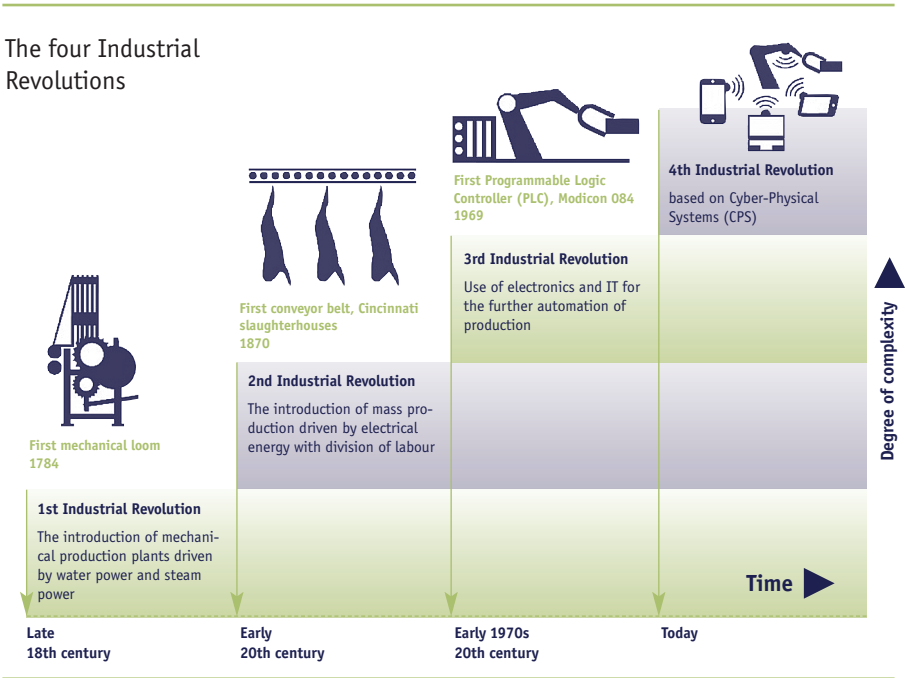 The four Industrial
Revolutions
First mechanical loom
1784
1st Industrial Revolution
The introduction of mechani-
cal production plants driven
by water power and steam
power
First conveyor belt, Cincinnati
slaughterhouses
1870
2nd Industrial Revolution
The introduction of mass pro-
duction driven by electrical
energy with division of labour
First Programmable Logic
Controller (PLC), Modicon 084
1969
3rd Industrial Revolution
Use of electronics and IT for
the further automation of
production
4th Industrial Revolution
based on Cyber-Physical
Systems (CPS)
Degree of complexity
Time
Late
18th century
Early
20th century
Early 1970s
20th century
Today